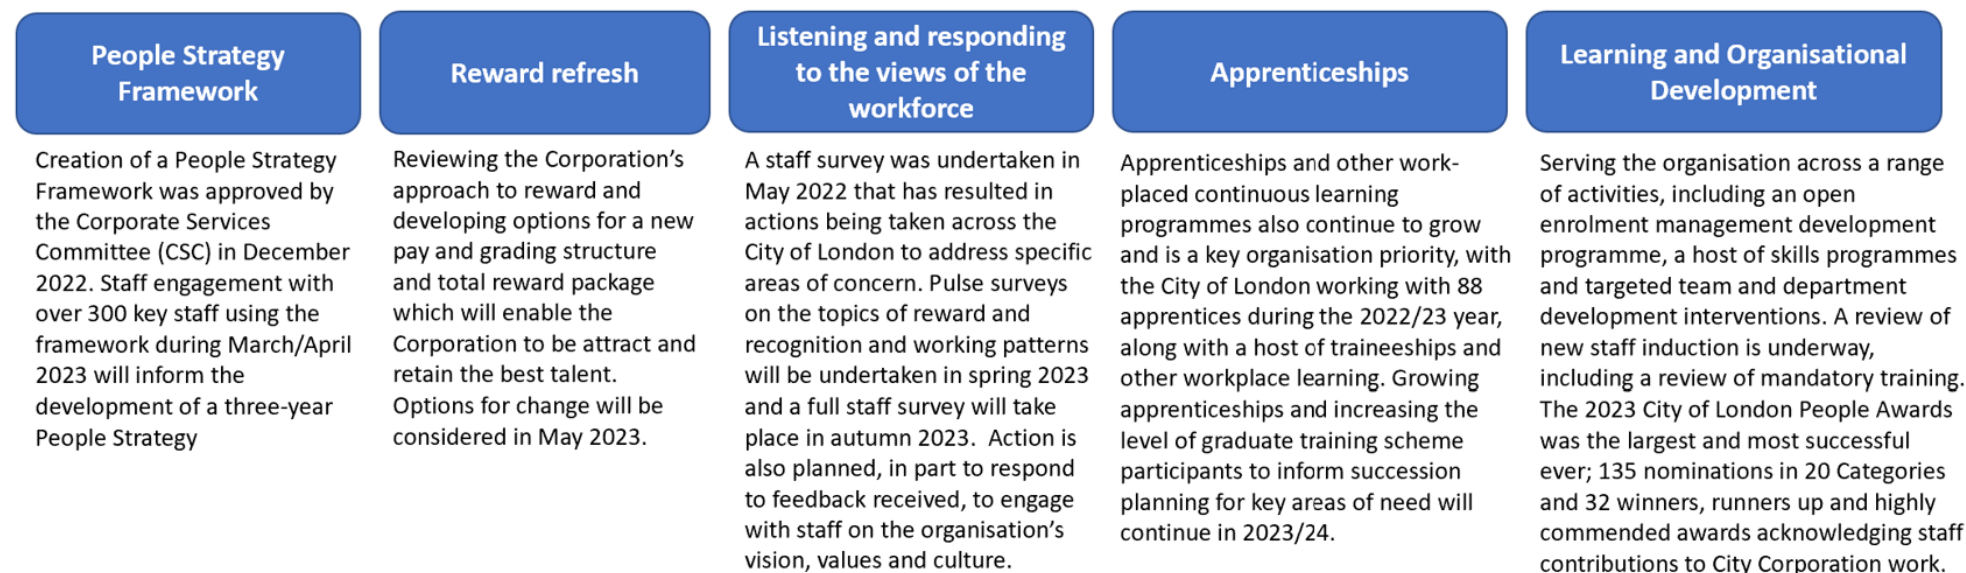 People Strategy
Framework
Creation of a People Strategy
Framework was approved by
the Corporate Services
Committee (CSC) in December
2022. Staff engagement with
over 300 key staff using the
framework during March/April
2023 will inform the
development of a three-year
People Strategy
Reward refresh
Reviewing the Corporation’s
approach to reward and
developing options for a new
pay and grading structure
and total reward package
which will enable the
Corporation to be attract and
retain the best talent.
Options for change will be
considered in May 2023.
Listening and responding
to the views of the
workforce
A staff survey was undertaken in
May 2022 that has resulted in
actions being taken across the
City of London to address specific
areas of concern. Pulse surveys
on the topics of reward and
recognition and working patterns
will be undertaken in spring 2023
and a full staff survey will take
place in autumn 2023.  Action is
also planned, in part to respond
to feedback received, to engage
with staff on the organisation’s
vision, values and culture.
Apprenticeships
Apprenticeships and other work-
placed continuous learning
programmes also continue to grow
and is a key organisation priority, with
the City of London working with 88
apprentices during the 2022/23 year,
along with a host of traineeships and
other workplace learning. Growing
apprenticeships and increasing the
level of graduate training scheme
participants to inform succession
planning for key areas of need will
continue in 2023/24.
Learning and Organisational
Development
Serving the organisation across a range
of activities, including an open
enrolment management development
programme, a host of skills programmes
and targeted team and department
development interventions. A review of
new staff induction is underway,
including a review of mandatory training.
The 2023 City of London People Awards
was the largest and most successful
ever; 135 nominations in 20 Categories
and 32 winners, runners up and highly
commended awards acknowledging staff
contributions to City Corporation work.